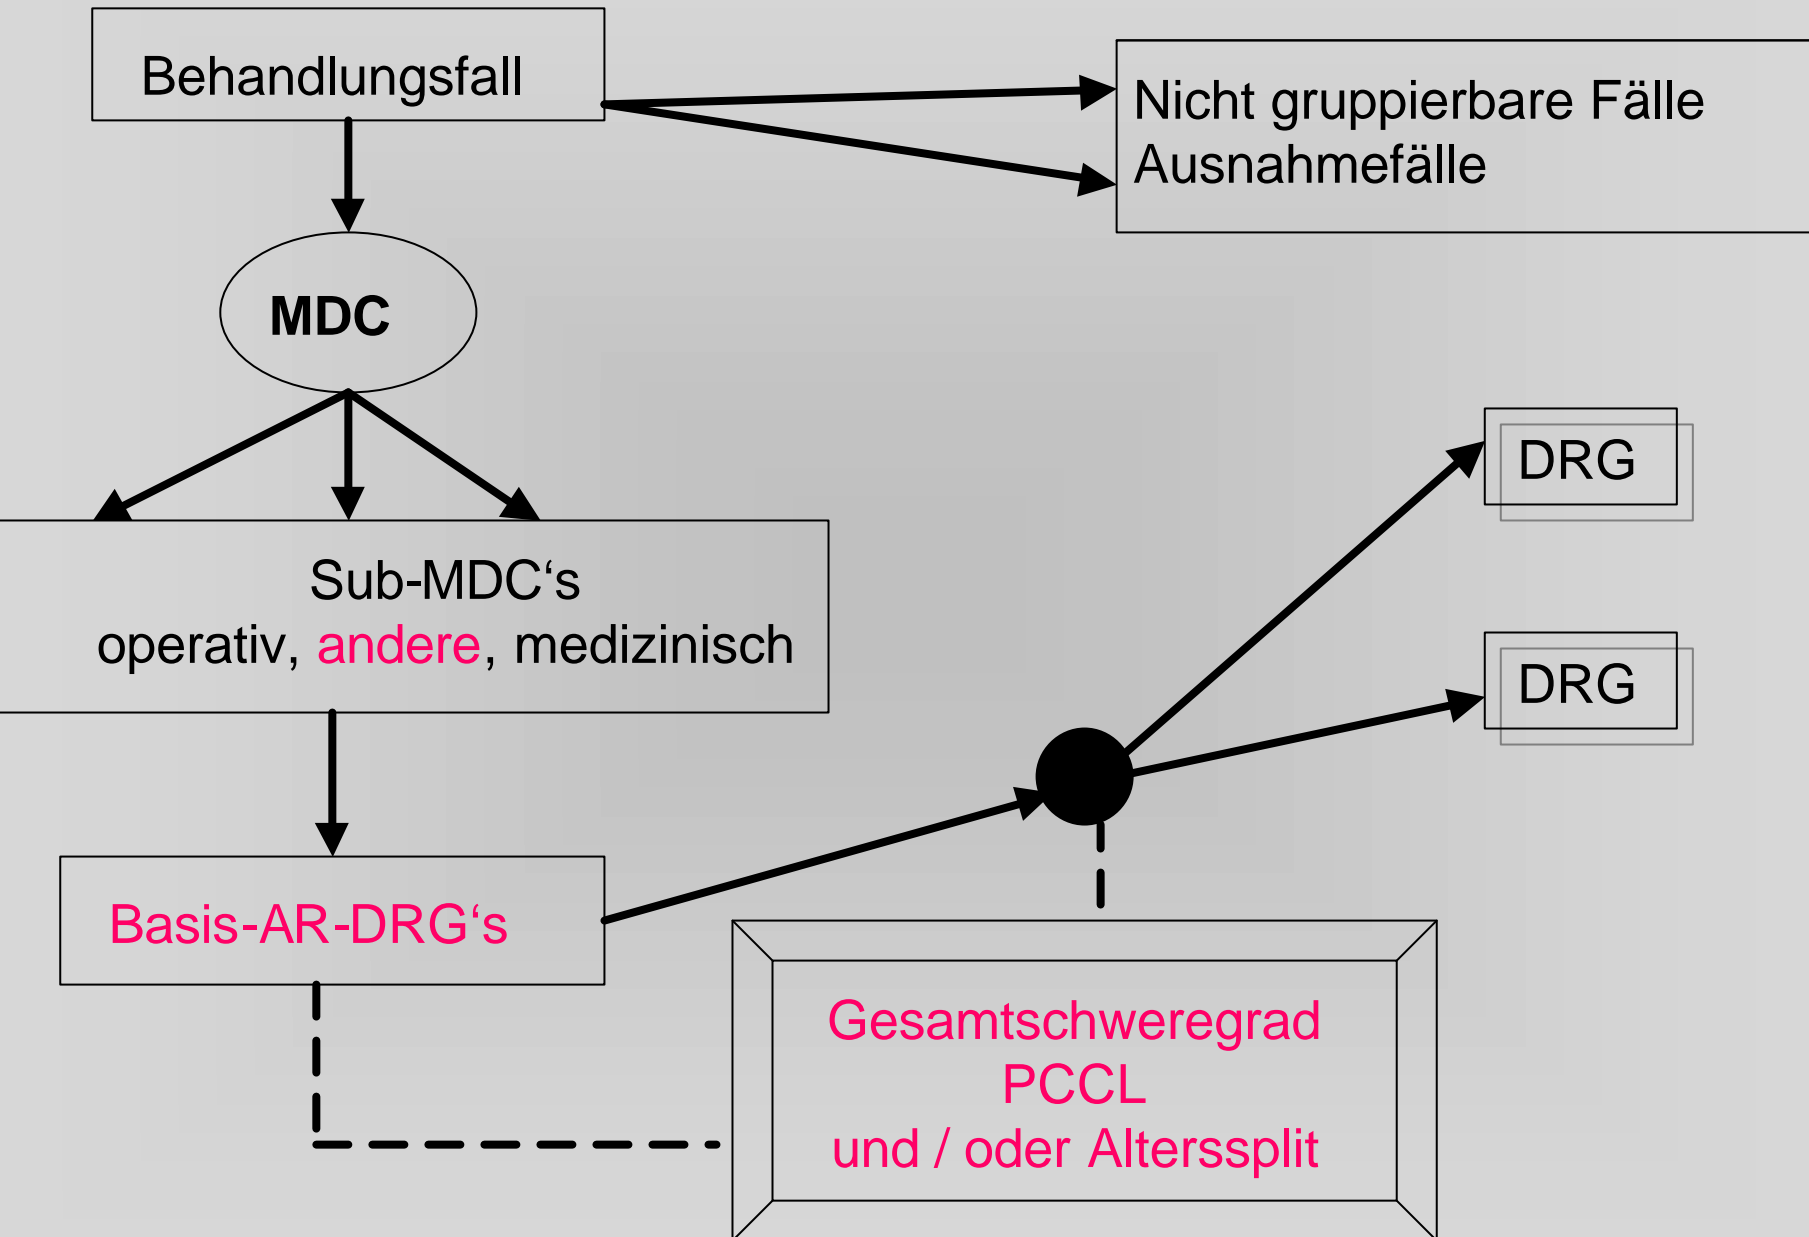 Behandlungsfall
Nicht gruppierbare Fälle
Ausnahmefälle
MDC
DRG
Sub-MDC‘s
operativ, andere, medizinisch
DRG
Basis-AR-DRG‘s
Gesamtschweregrad
PCCL
und / oder Alterssplit